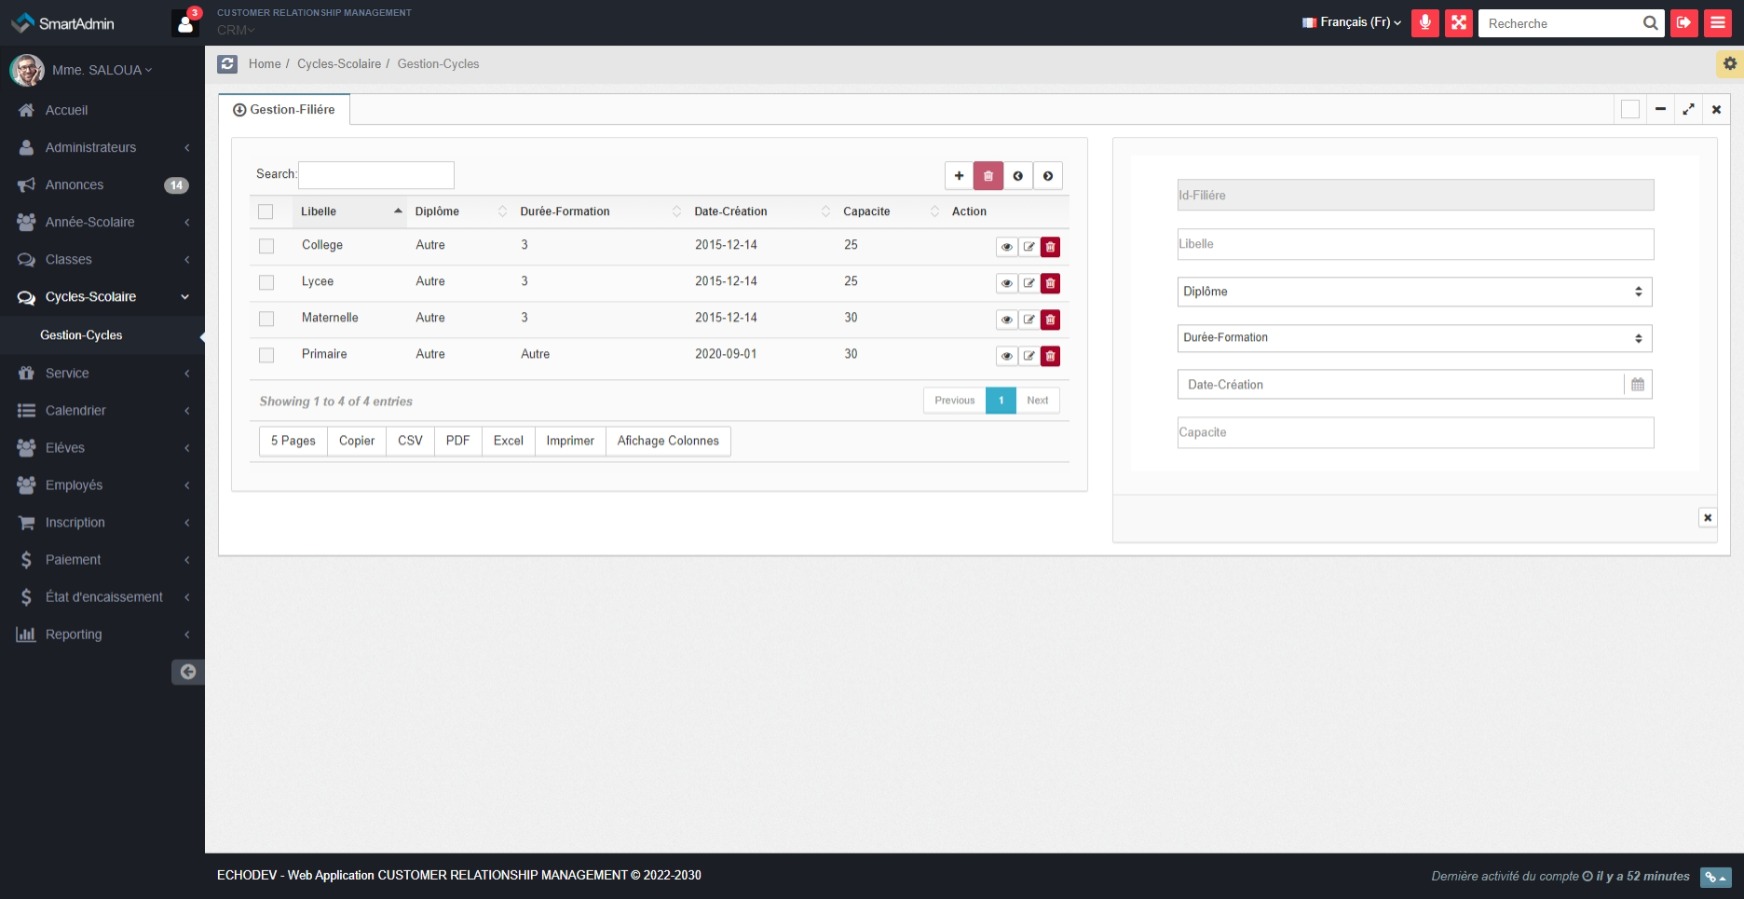 SmartAdmin
3
CUSTOMER RELATIONSHIP MANAGEMENT
CRM
Français (Fr)
Recherche
Mme. SALOUA
Home / Cycles-Scolaire / Gestion-Cycles
Accueil
Administrateurs
Annonces 14
Année-Scolaire
Classes
Cycles-Scolaire
Gestion-Cycles
Service
Calendrier
Eléves
Employés
Inscription
Paiement
État d'encaissement
Reporting
Gestion-Filiére
Search:
Libelle Diplôme Durée-Formation Date-Création Capacite Action
College Autre 3 2015-12-14 25
Lycee Autre 3 2015-12-14 25
Maternelle Autre 3 2015-12-14 30
Primaire Autre Autre 2020-09-01 30
Showing 1 to 4 of 4 entries
Previous 1 Next
5 Pages Copier CSV PDF Excel Imprimer Afichage Colonnes
Id-Filiére
Libelle
Diplôme
Durée-Formation
Date-Création
Capacite
ECHODEV - Web Application CUSTOMER RELATIONSHIP MANAGEMENT © 2022-2030
Dernière activité du compte il y a 52 minutes